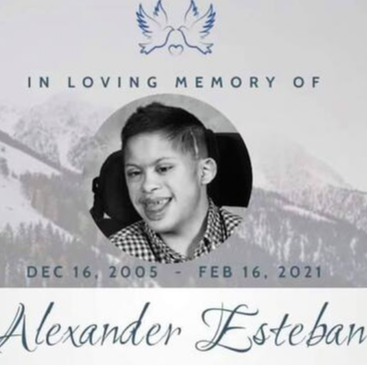 IN LOVING MEMORY OF
DEC 16, 2005 - FEB 16, 2021
Alexander Esteban